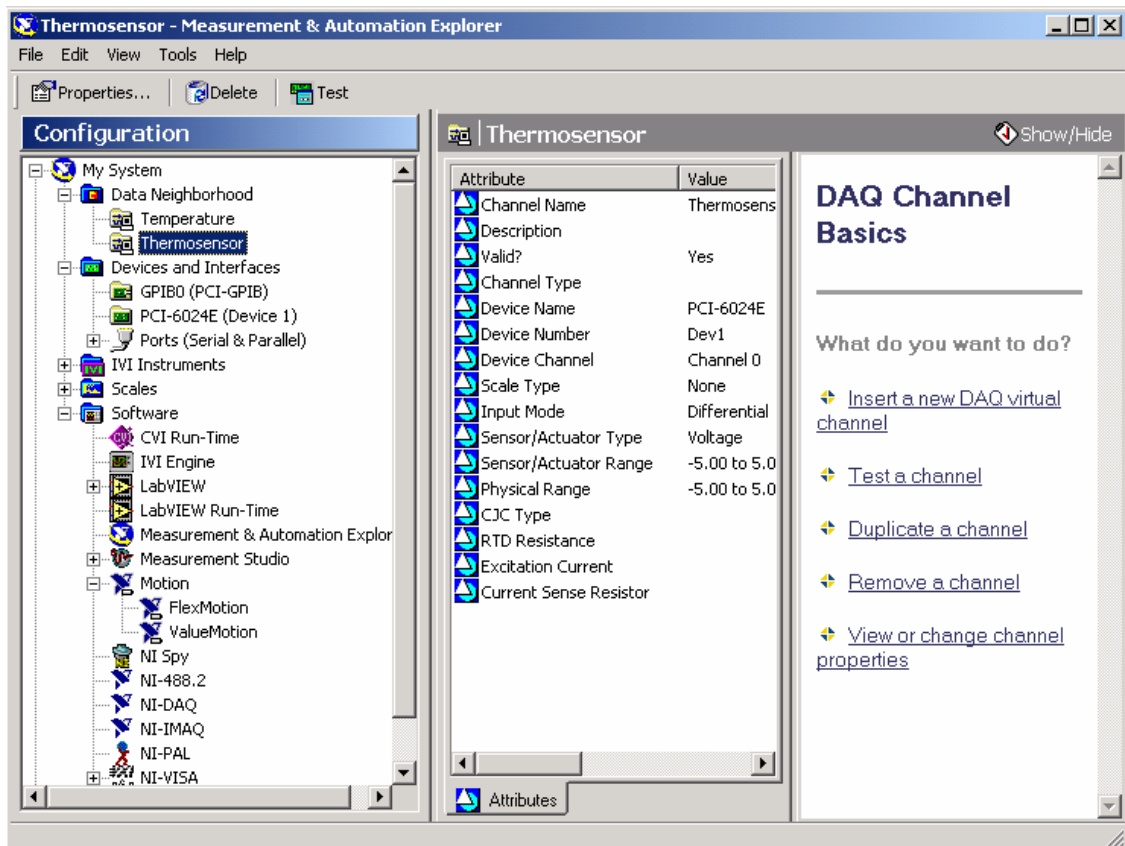 Thermosensor - Measurement & Automation Explorer
File Edit View Tools Help
Properties... Delete Test
Configuration
My System
Data Neighborhood
Temperature
Thermosensor
Devices and Interfaces
GPIB0 (PCI-GPIB)
PCI-6024E (Device 1)
Ports (Serial & Parallel)
IVI Instruments
Scales
Software
CVI Run-Time
IVI Engine
LabVIEW
LabVIEW Run-Time
Measurement & Automation Explor
Measurement Studio
Motion
FlexMotion
ValueMotion
NI Spy
NI-488.2
NI-DAQ
NI-IMAQ
NI-PAL
NI-VISA
Thermosensor
Show/Hide
Attribute Value
Channel Name Thermosens
Description
Valid? Yes
Channel Type
Device Name PCI-6024E
Device Number Dev1
Device Channel Channel 0
Scale Type None
Input Mode Differential
Sensor/Actuator Type Voltage
Sensor/Actuator Range -5.00 to 5.0
Physical Range -5.00 to 5.0
CJC Type
RTD Resistance
Excitation Current
Current Sense Resistor
Attributes
DAQ Channel
Basics
What do you want to do?
Insert a new DAQ virtual
channel
Test a channel
Duplicate a channel
Remove a channel
View or change channel
properties